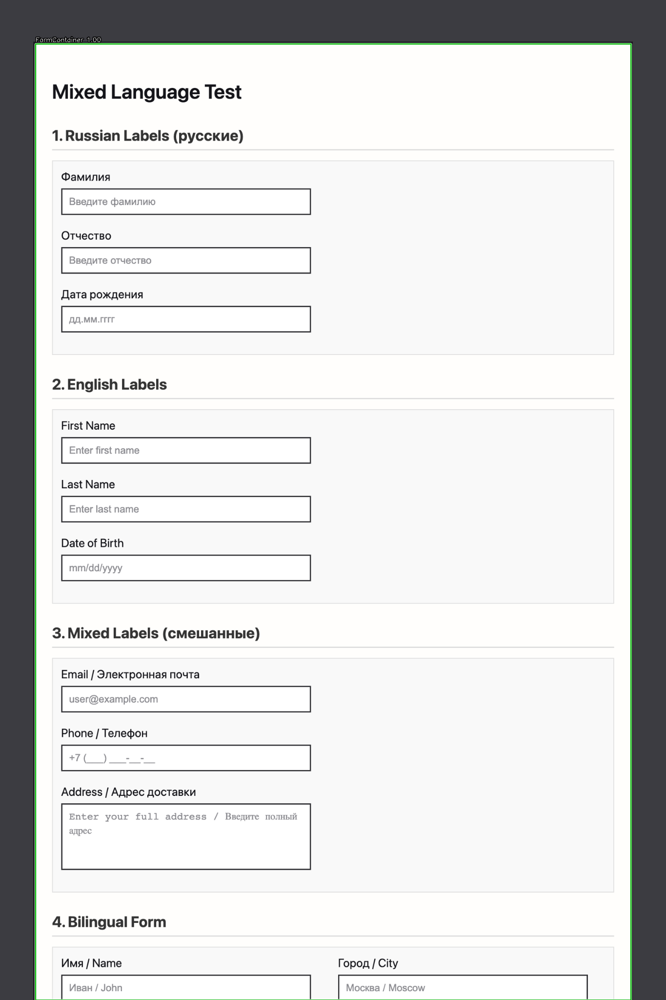 FormContainer 1.00
Mixed Language Test
1. Russian Labels (русские)
Фамилия
Введите фамилию
Отчество
Введите отчество
Дата рождения
дд.мм.гггг
2. English Labels
First Name
Enter first name
Last Name
Enter last name
Date of Birth
mm/dd/yyyy
3. Mixed Labels (смешанные)
Email / Электронная почта
user@example.com
Phone / Телефон
+7 (___) ___-__-__
Address / Адрес доставки
Enter your full address / Введите полный
адрес
4. Bilingual Form
Имя / Name
Город / City
Иван / John
Москва / Moscow